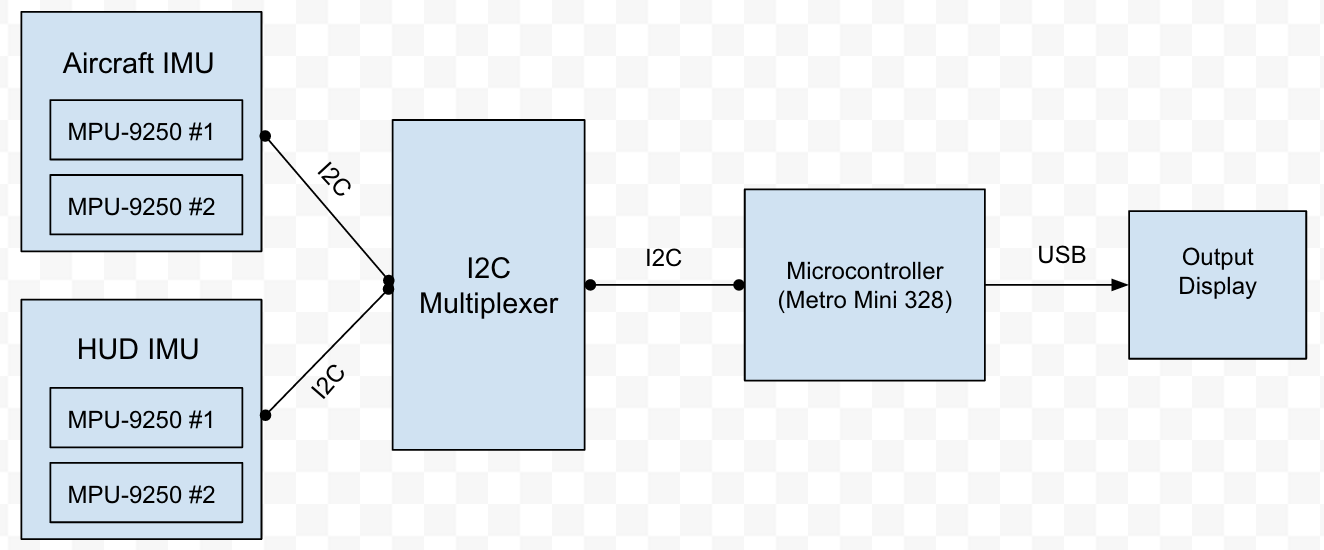 Aircraft IMU
MPU-9250 #1
MPU-9250 #2
I2C
HUD IMU
MPU-9250 #1
MPU-9250 #2
I2C
I2C
Multiplexer
I2C
Microcontroller
(Metro Mini 328)
USB
Output
Display